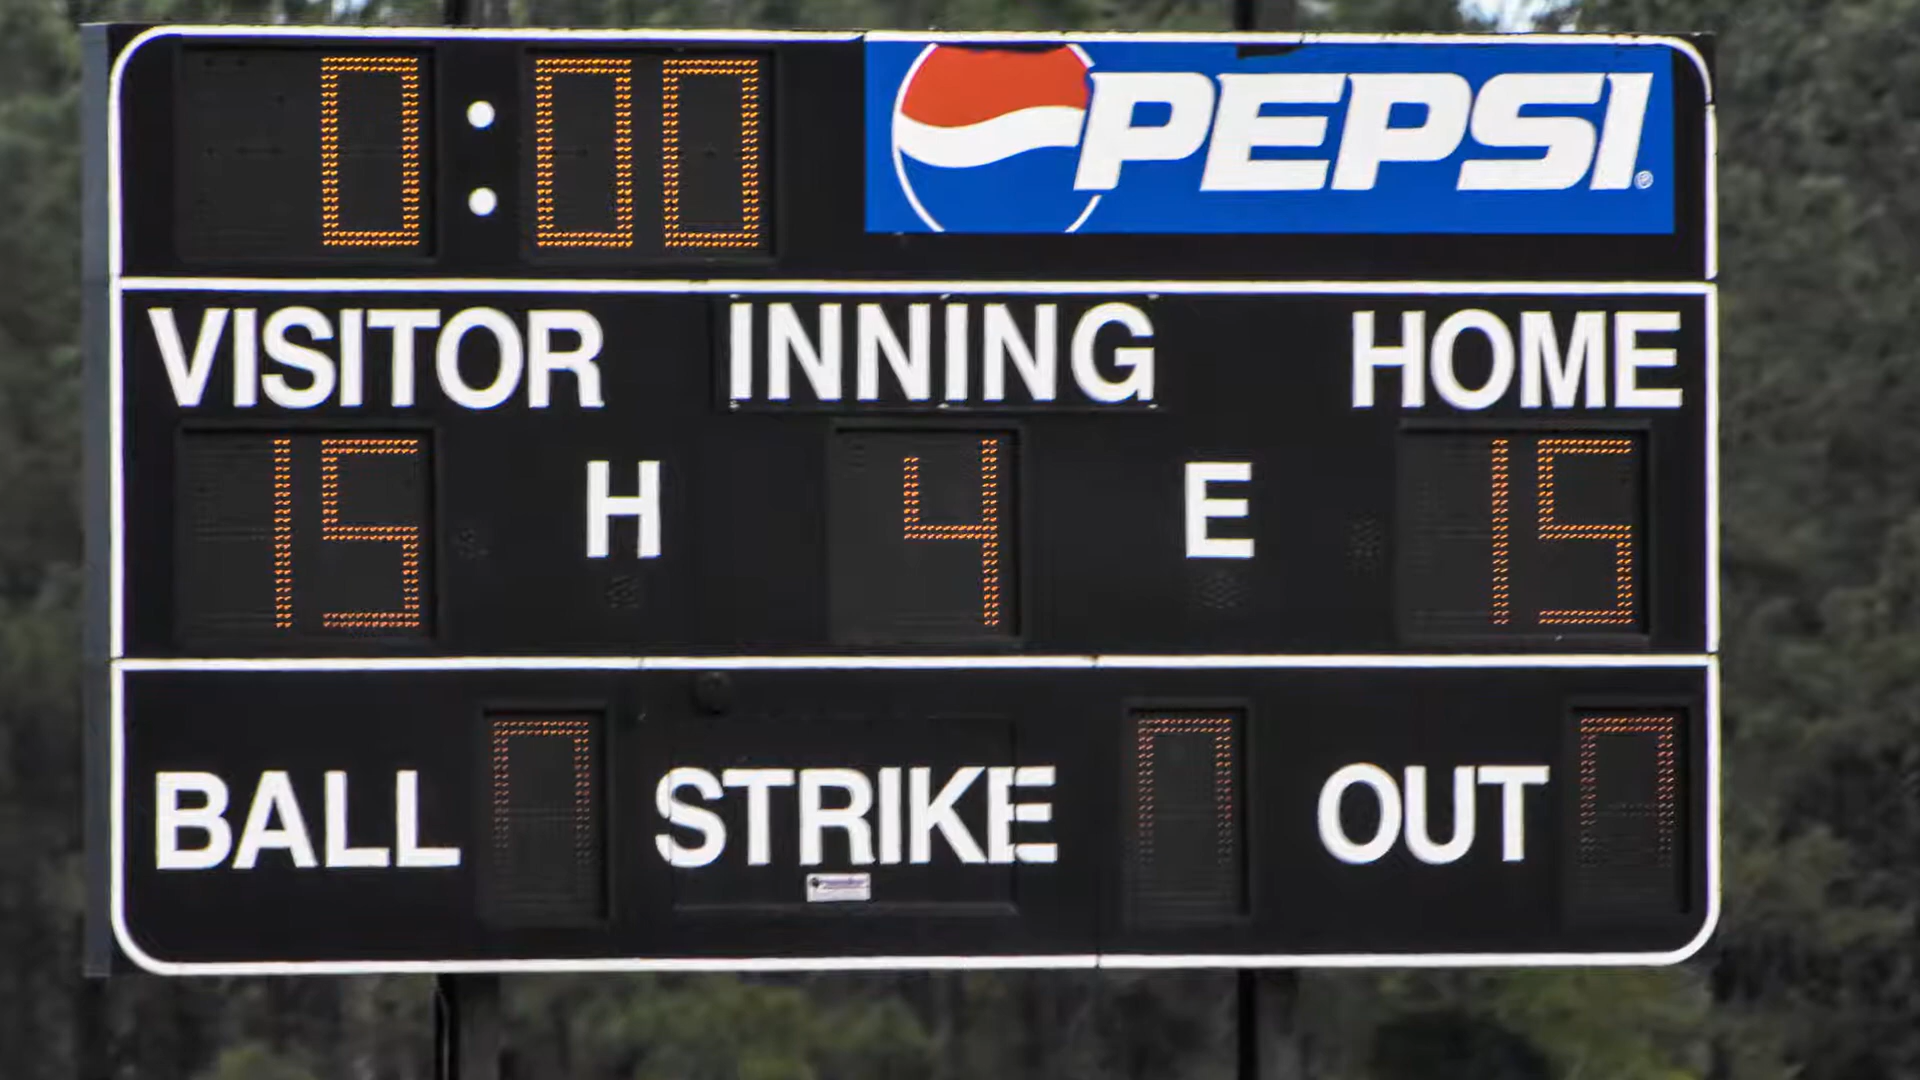 0:00 PEPSI®
VISITOR INNING HOME
15 H 4 E 15
BALL 0 STRIKE 0 OUT 0